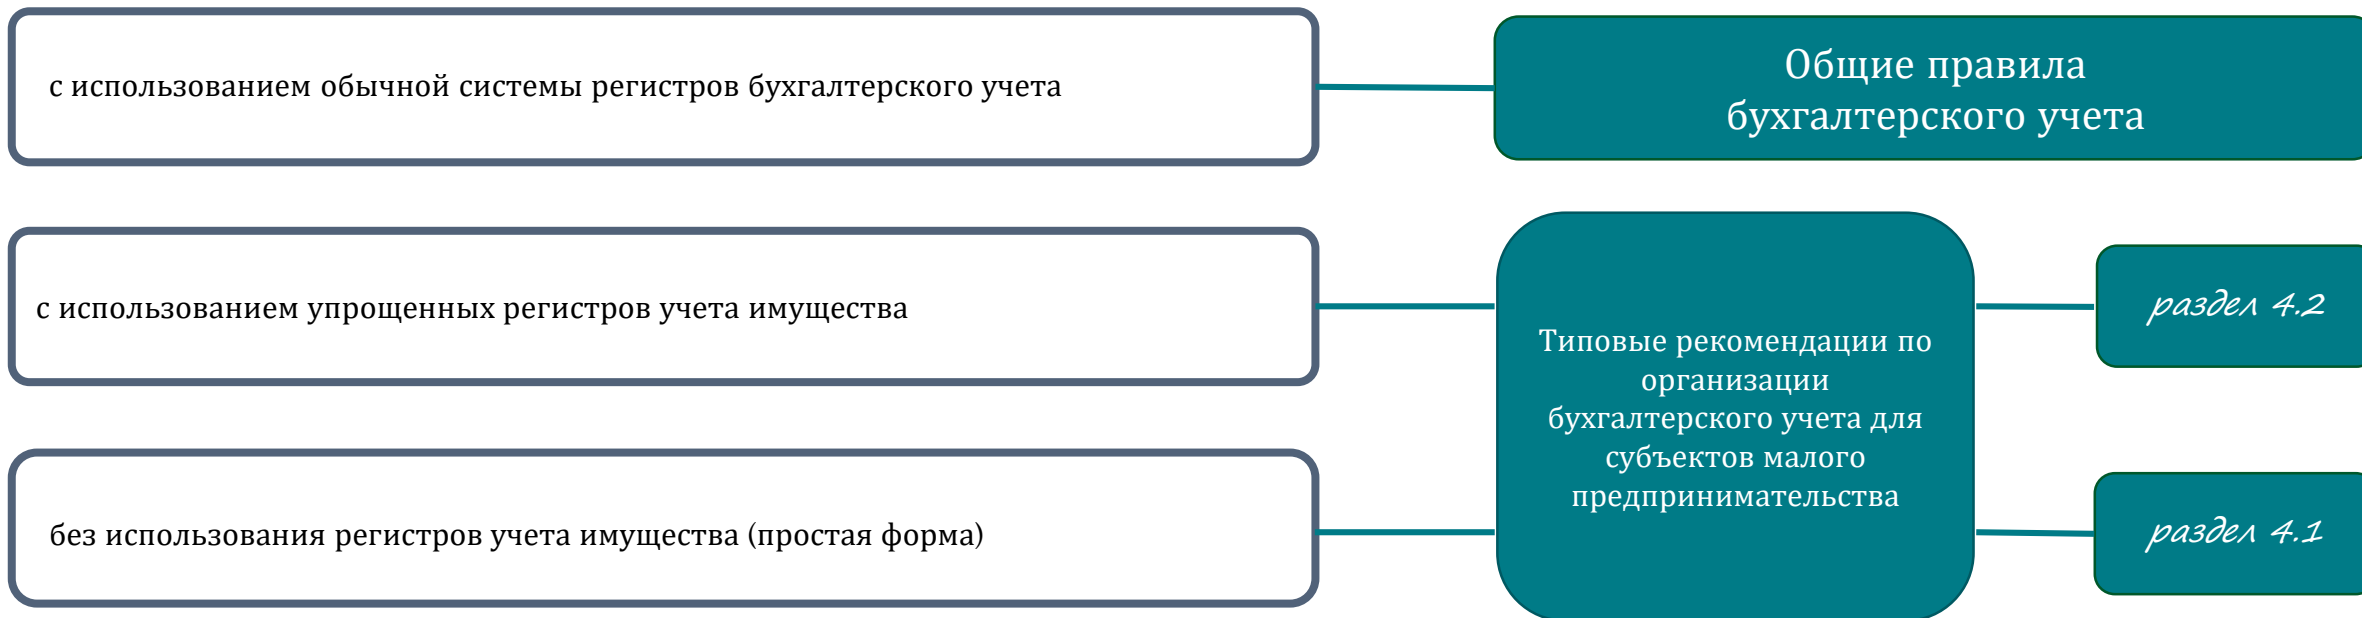 с использованием обычной системы регистров бухгалтерского учета
Общие правила
бухгалтерского учета
с использованием упрощенных регистров учета имущества
без использования регистров учета имущества (простая форма)
Типовые рекомендации по
организации
бухгалтерского учета для
субъектов малого
предпринимательства
раздел 4.2
раздел 4.1